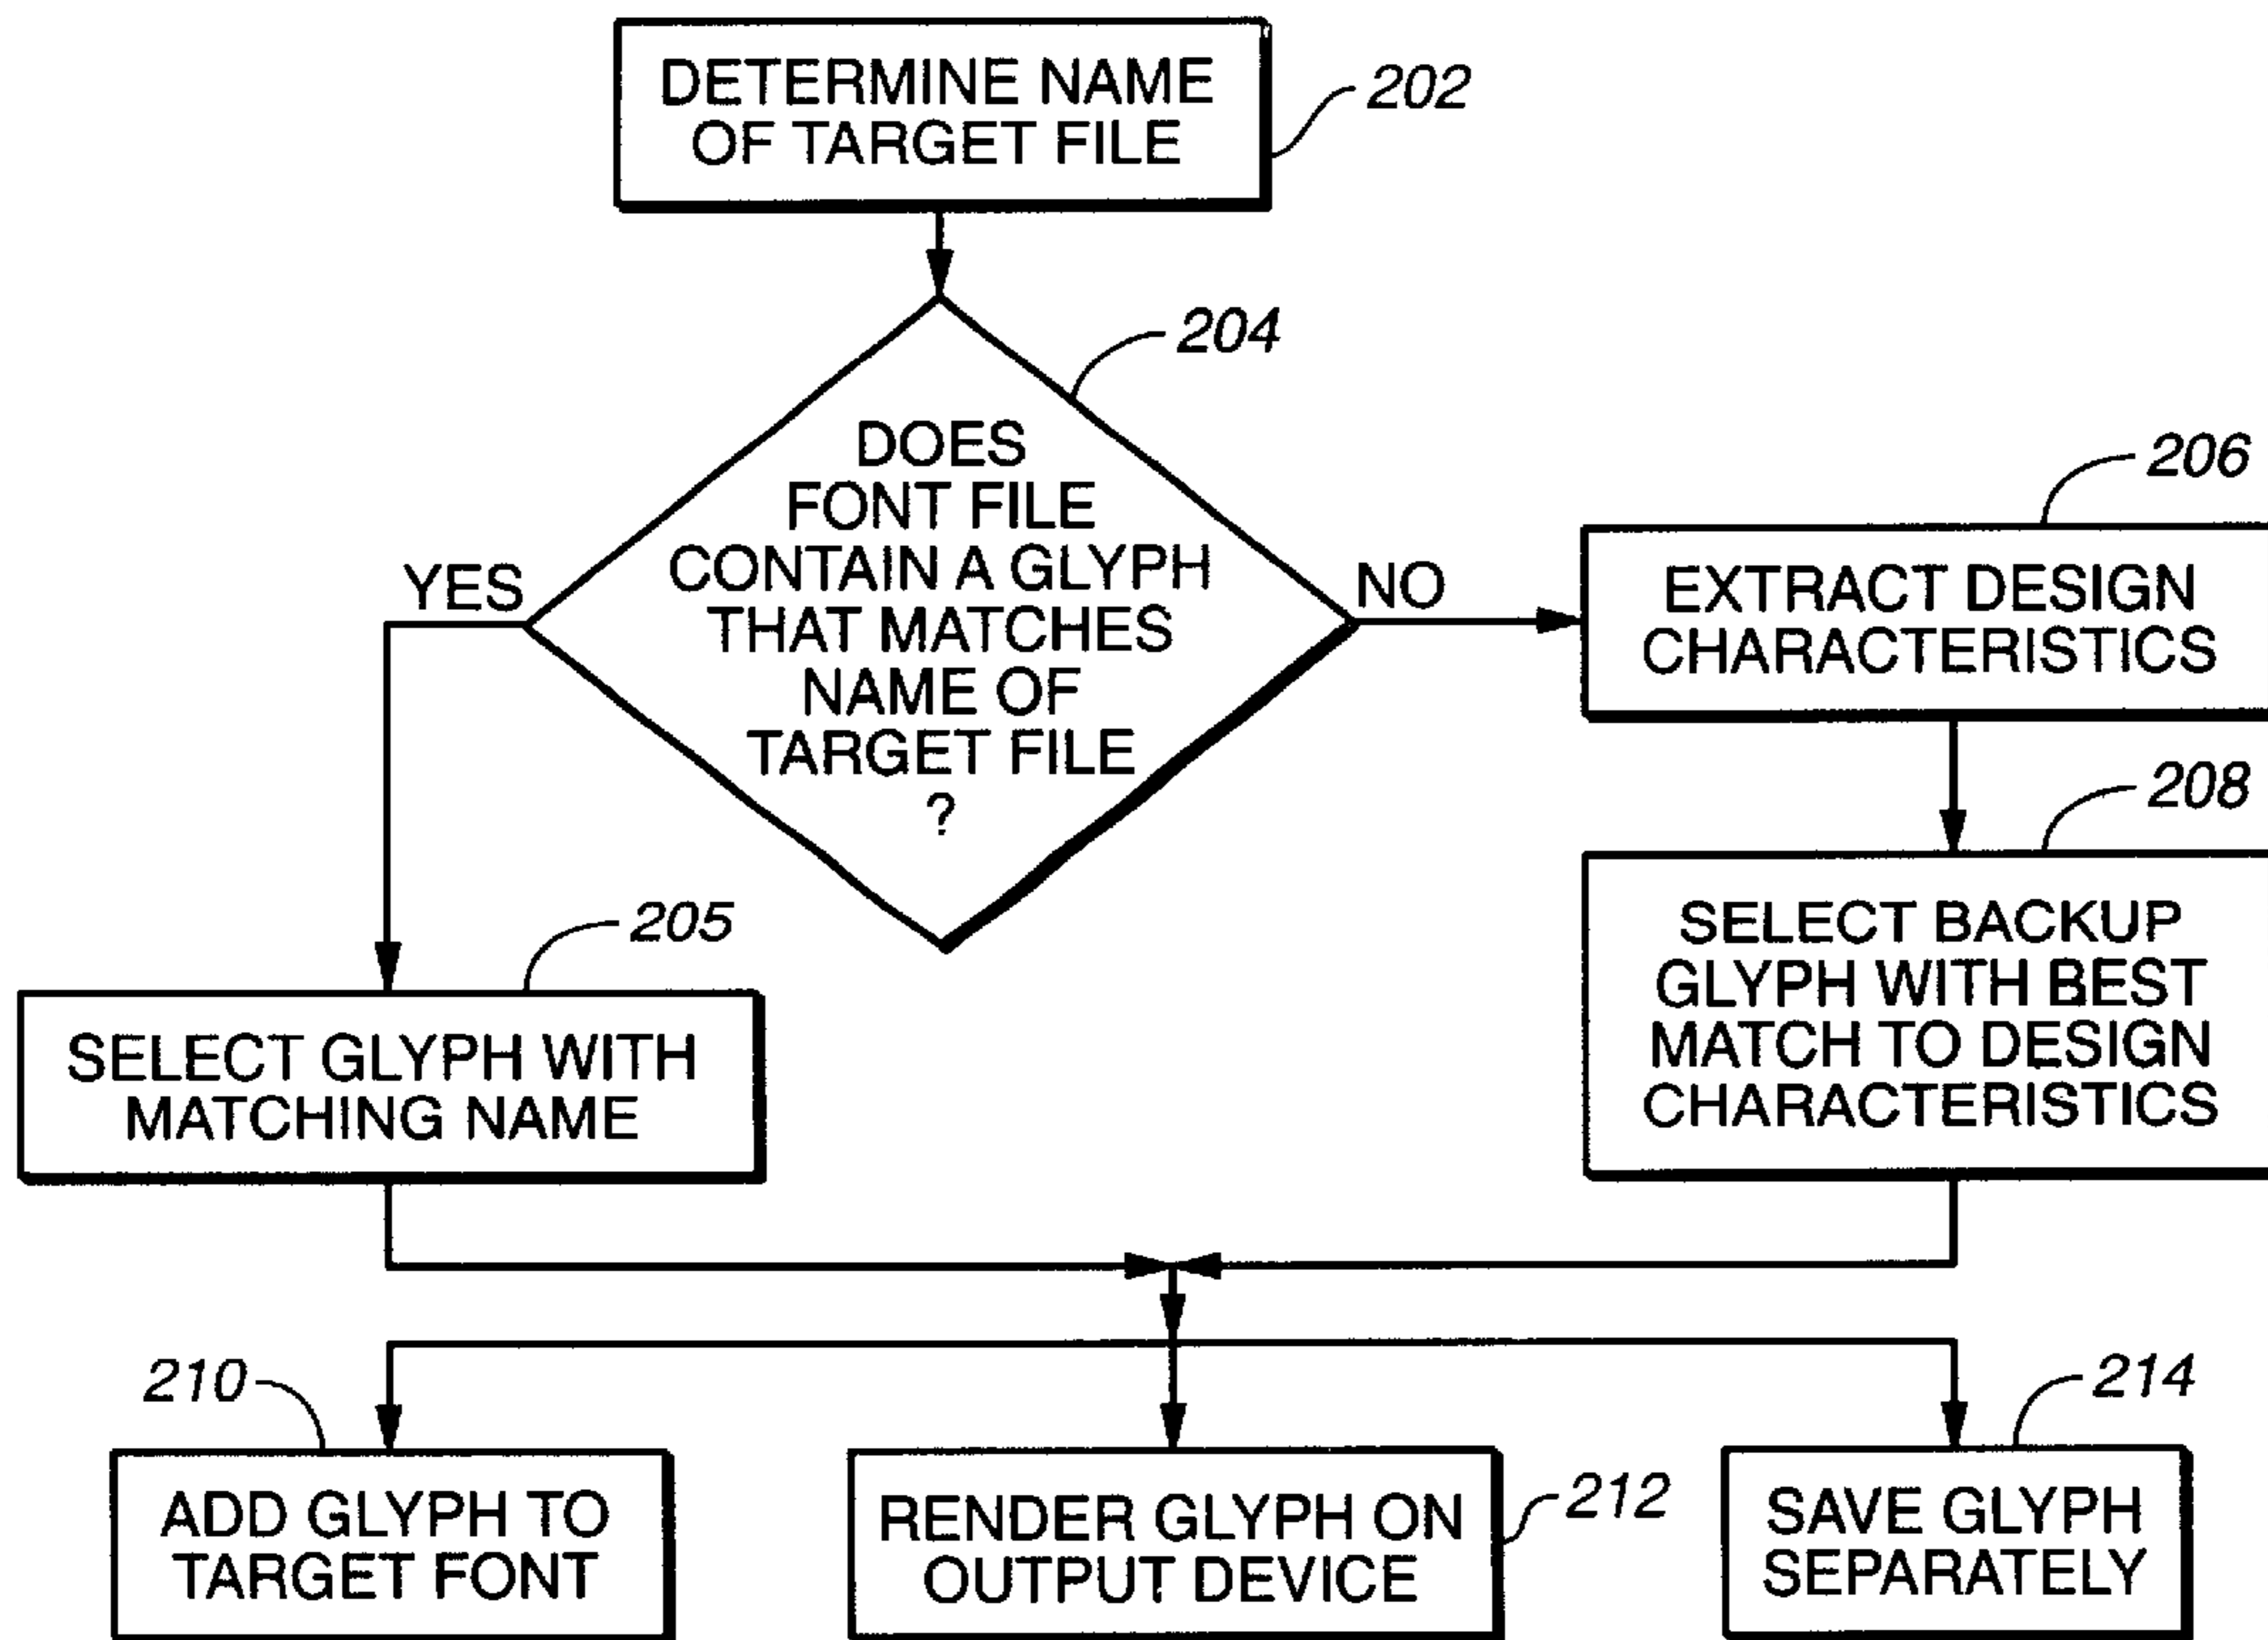 DETERMINE NAME
OF TARGET FILE
202
204
DOES
FONT FILE
CONTAIN A GLYPH
THAT MATCHES
NAME OF
TARGET FILE
?
YES
NO
206
EXTRACT DESIGN
CHARACTERISTICS
208
SELECT BACKUP
GLYPH WITH BEST
MATCH TO DESIGN
CHARACTERISTICS
205
SELECT GLYPH WITH
MATCHING NAME
210
ADD GLYPH TO
TARGET FONT
RENDER GLYPH ON
OUTPUT DEVICE
212
214
SAVE GLYPH
SEPARATELY